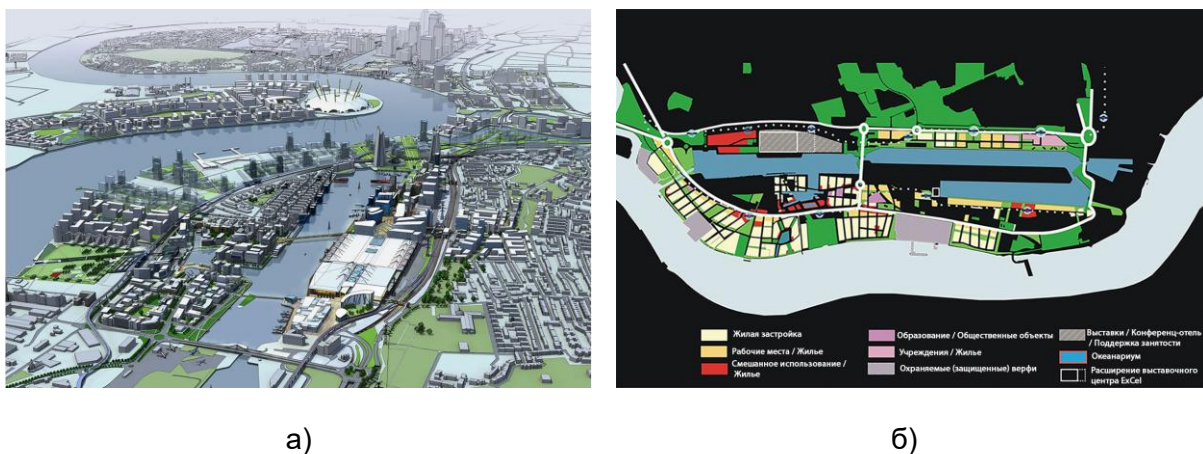 Жилая застройка
Рабочие места / Жилье
Смешанное использование /
Жилье
Образование / Общественные объекты
Учреждения / Жилье
Охраняемые (защищенные) верфи
Выставки / Конференц-отель
/ Поддержка занятости
Океанариум
Расширение выставочного
центра ExCel
а)
б)